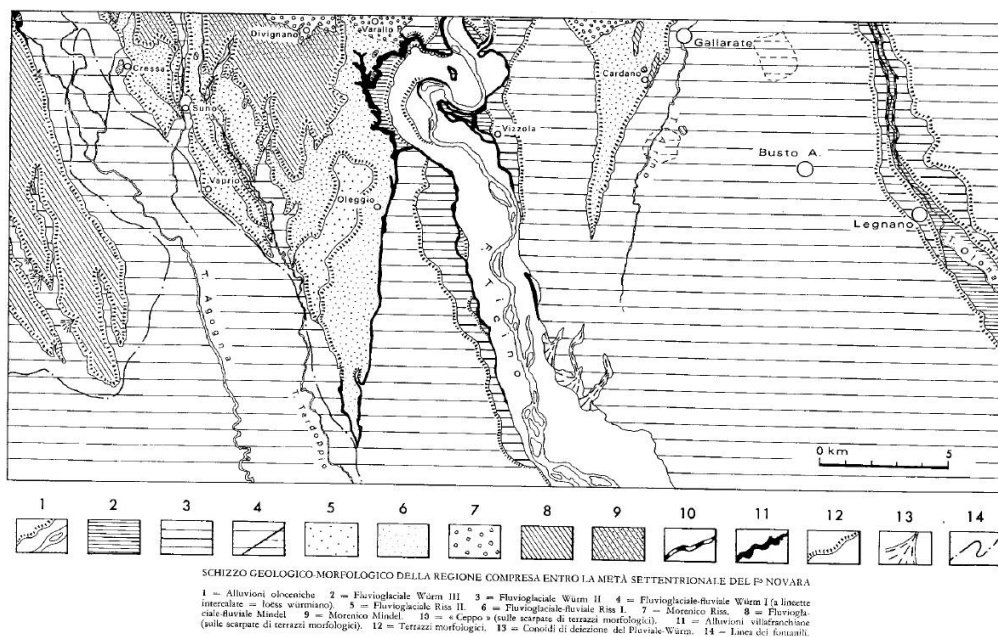 Divignano
Varallo P.
Gallarate
Cressa
Cardano
Suno
Vizzola
Busto A.
Vaprio
Oleggio
Legnano
F. Ticino
T. Agogna
T. Terdoppio
0 km 5
1 2 3 4 5 6 7 8 9 10 11 12 13 14
SCHIZZO GEOLOGICO-MORFOLOGICO DELLA REGIONE COMPRESA ENTRO LA METÀ SETTENTRIONALE DEL Fº NOVARA
1 = Alluvioni oloceniche 2 = Fluvioglaciale Würm III 3 = Fluvioglaciale Würm II 4 = Fluvioglaciale-fluviale Würm I (a lineette
intercalate = loess würmiano). 5 = Fluvioglaciale Riss II. 6 = Fluvioglaciale-fluviale Riss I. 7 = Morenico Riss. 8 = Fluviogla-
ciale-fluviale Mindel 9 = Morenico Mindel. 10 = « Ceppo » (sulle scarpate di terrazzi morfologici). 11 = Alluvioni villafranchiane
(sulle scarpate di terrazzi morfologici). 12 = Terrazzi morfologici. 13 = Conoidi di deiezione del Pluviale-Würm. 14 = Linea dei fontanili.